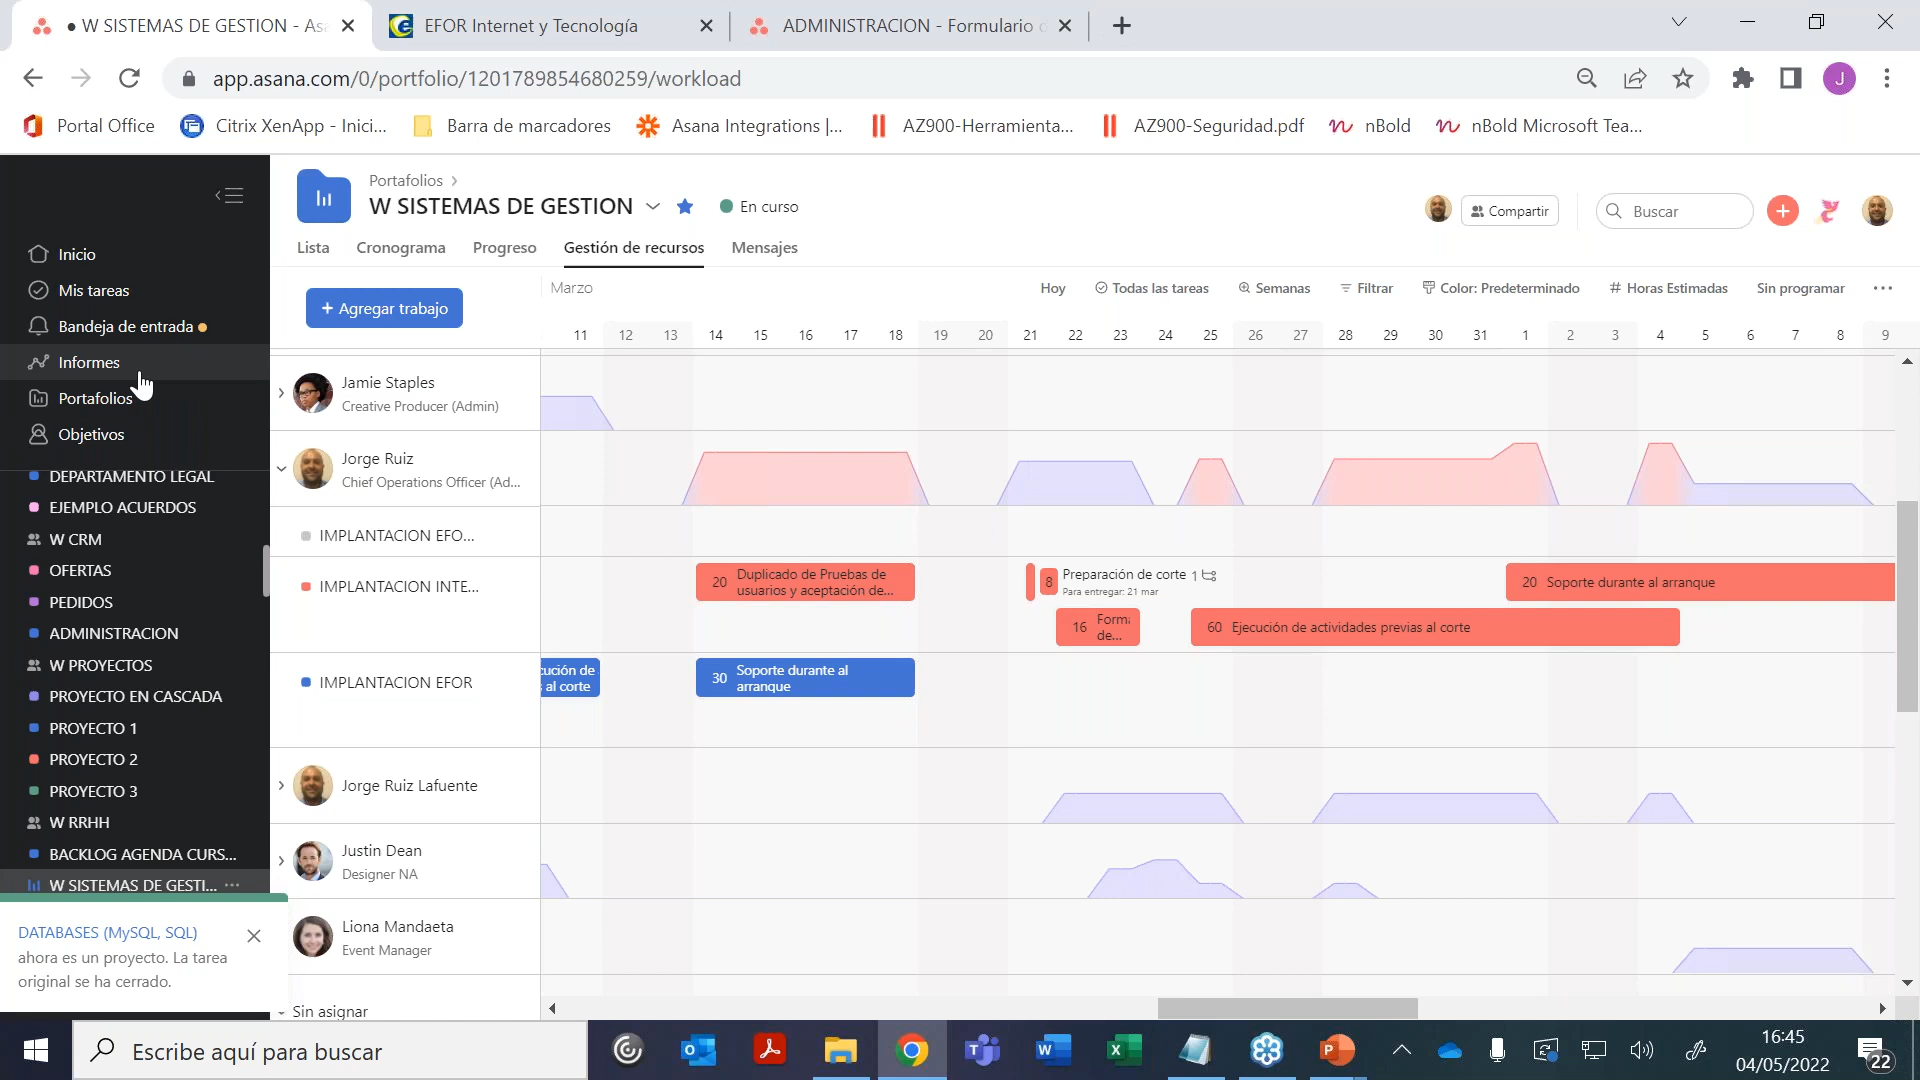 W SISTEMAS DE GESTION - Asa
EFOR Internet y Tecnología
ADMINISTRACION - Formulario
app.asana.com/0/portfolio/1201789854680259/workload
Portal Office
Citrix XenApp - Inici...
Barra de marcadores
Asana Integrations |...
AZ900-Herramienta...
AZ900-Seguridad.pdf
nBold
nBold Microsoft Tea...
J
Inicio
Mis tareas
Bandeja de entrada
Informes
Portafolios
Objetivos
DEPARTAMENTO LEGAL
EJEMPLO ACUERDOS
W CRM
OFERTAS
PEDIDOS
ADMINISTRACION
W PROYECTOS
PROYECTO EN CASCADA
PROYECTO 1
PROYECTO 2
PROYECTO 3
W RRHH
BACKLOG AGENDA CURS...
W SISTEMAS DE GESTI...
DATABASES (MySQL, SQL)
ahora es un proyecto. La tarea
original se ha cerrado.
Portafolios
W SISTEMAS DE GESTION
En curso
Compartir
Buscar
Lista Cronograma Progreso Gestión de recursos Mensajes
+ Agregar trabajo
Marzo
Hoy
Todas las tareas
Semanas
Filtrar
Color: Predeterminado
# Horas Estimadas
Sin programar
11 12 13 14 15 16 17 18 19 20 21 22 23 24 25 26 27 28 29 30 31 1 2 3 4 5 6 7 8 9
Jamie Staples
Creative Producer (Admin)
Jorge Ruiz
Chief Operations Officer (Ad...
IMPLANTACION EFO...
IMPLANTACION INTE...
20 Duplicado de Pruebas de
usuarios y aceptación de...
8 Preparación de corte 1
Para entregar: 21 mar
20 Soporte durante al arranque
16 Forma
de...
60 Ejecución de actividades previas al corte
IMPLANTACION EFOR
cución de
al corte
30 Soporte durante al
arranque
Jorge Ruiz Lafuente
Justin Dean
Designer NA
Liona Mandaeta
Event Manager
Sin asignar
Escribe aquí para buscar
16:45
04/05/2022
22